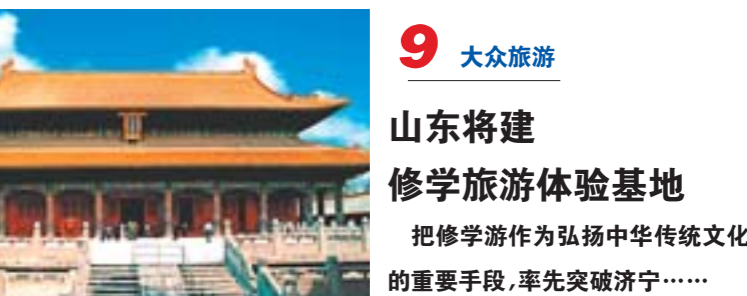 9 大众旅游
山东将建
修学旅游体验基地
把修学游作为弘扬中华传统文化
的重要手段,率先突破济宁……